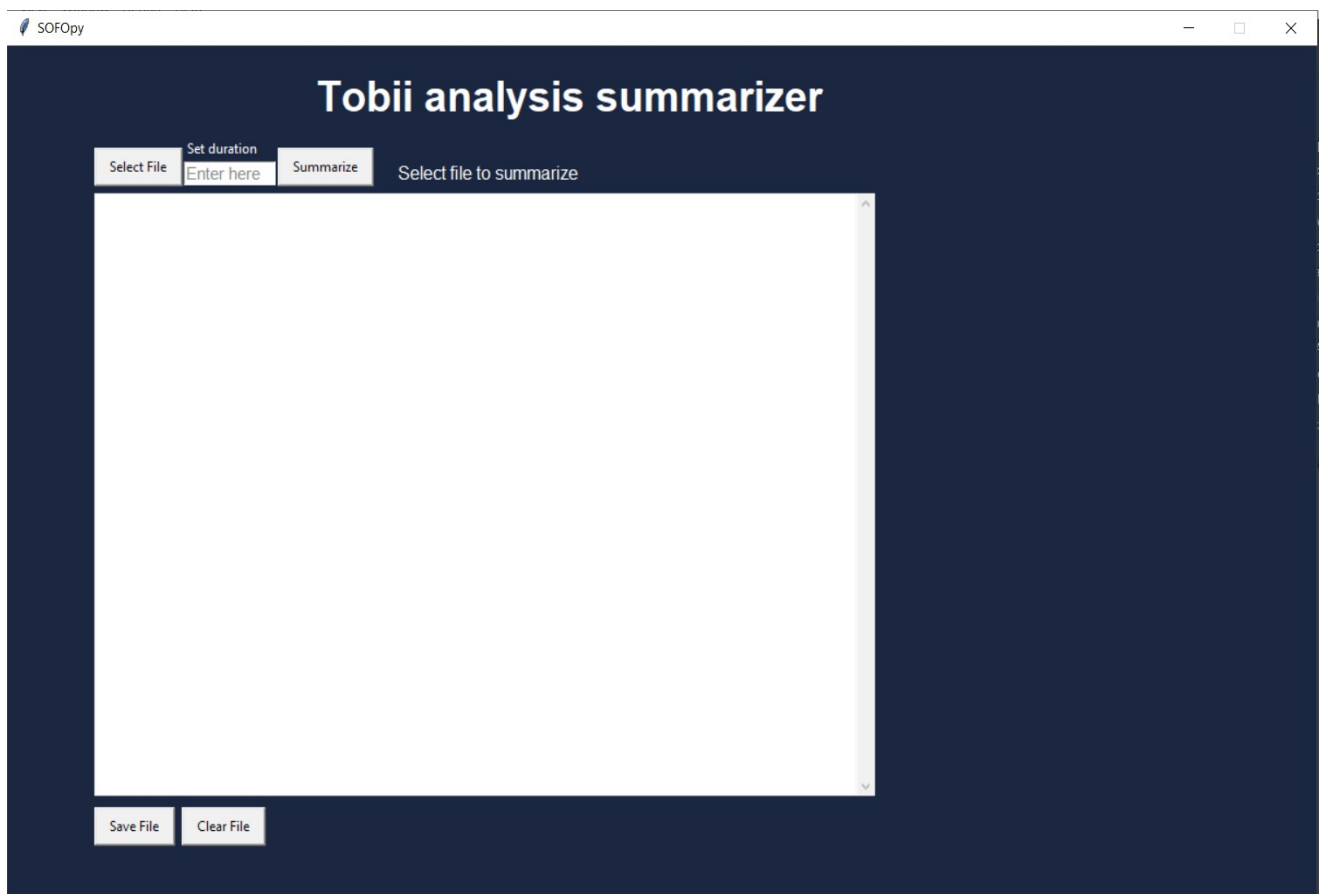 SOFOpy
Tobii analysis summarizer
Set duration
Select File
Enter here
Summarize
Select file to summarize
Save File
Clear File